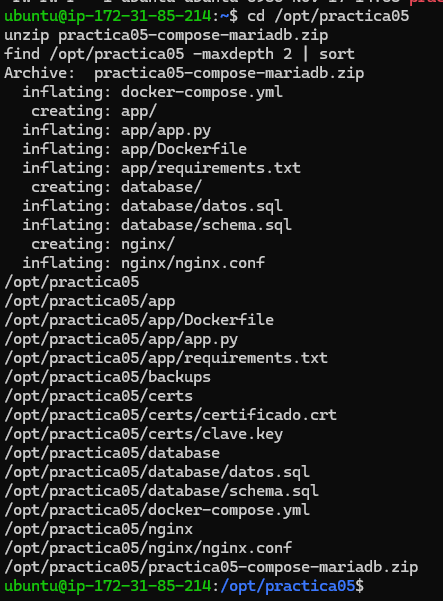 ubuntu@ip-172-31-85-214:~$ cd /opt/practica05
unzip practica05-compose-mariadb.zip
find /opt/practica05 -maxdepth 2 | sort
Archive:  practica05-compose-mariadb.zip
  inflating: docker-compose.yml
   creating: app/
  inflating: app/app.py
  inflating: app/Dockerfile
  inflating: app/requirements.txt
   creating: database/
  inflating: database/datos.sql
  inflating: database/schema.sql
   creating: nginx/
  inflating: nginx/nginx.conf
/opt/practica05
/opt/practica05/app
/opt/practica05/app/Dockerfile
/opt/practica05/app/app.py
/opt/practica05/app/requirements.txt
/opt/practica05/backups
/opt/practica05/certs
/opt/practica05/certs/certificado.crt
/opt/practica05/certs/clave.key
/opt/practica05/database
/opt/practica05/database/datos.sql
/opt/practica05/database/schema.sql
/opt/practica05/docker-compose.yml
/opt/practica05/nginx
/opt/practica05/nginx/nginx.conf
/opt/practica05/practica05-compose-mariadb.zip
ubuntu@ip-172-31-85-214:/opt/practica05$